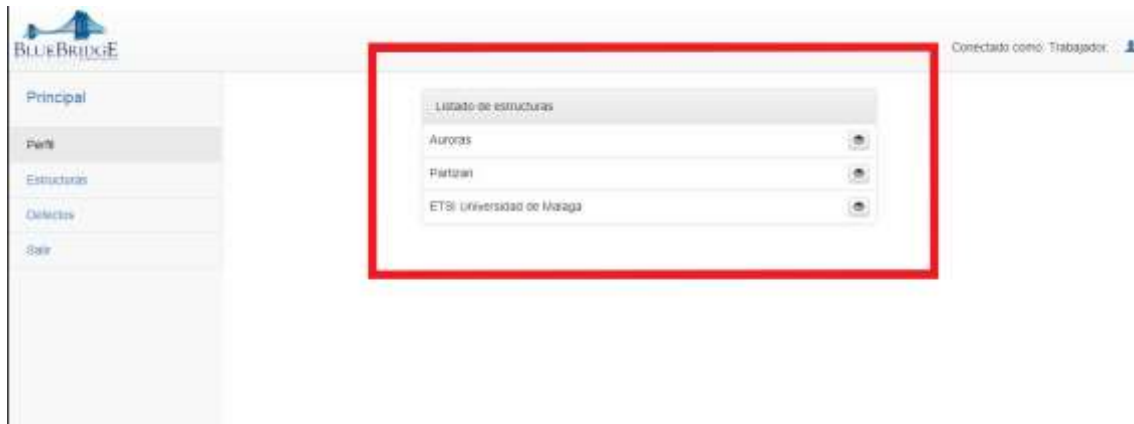 BLUEBRIDGE
Conectado como: Trabajador.
Principal
Perfil
Estructuras
Defectos
Salir
Listado de estructuras
Auroras
Partizan
ETSI Universidad de Malaga